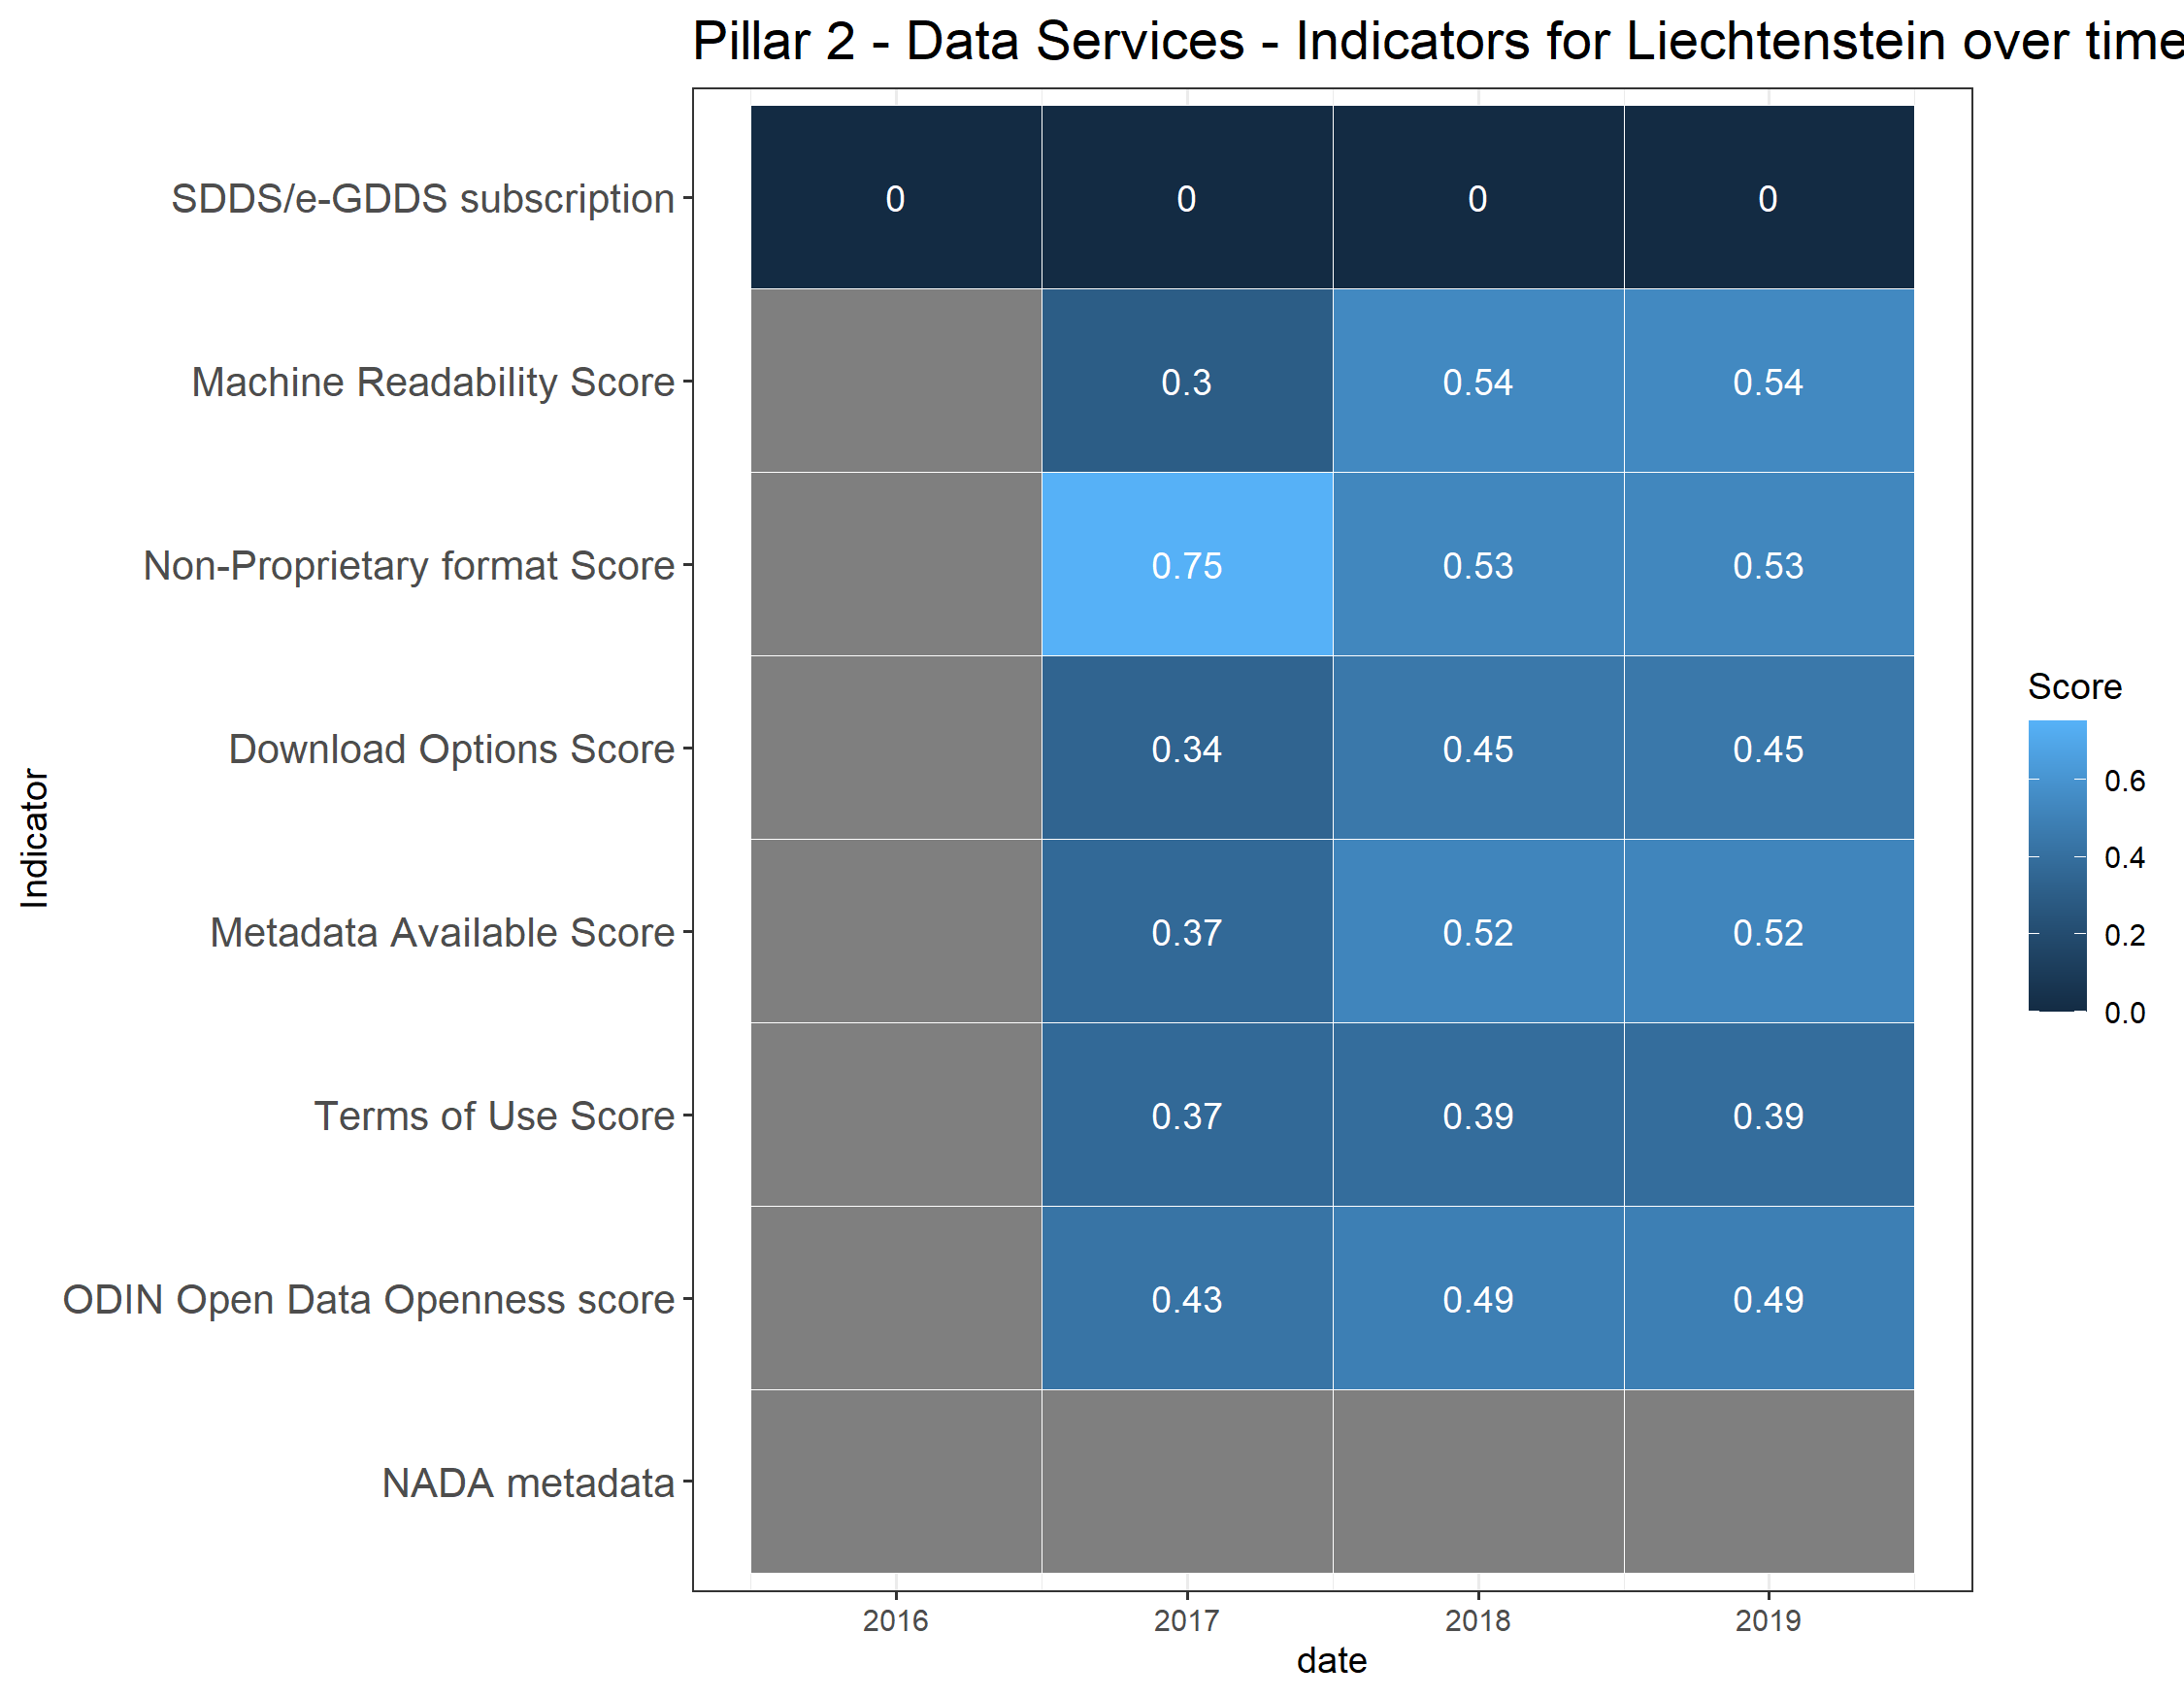 Pillar 2 - Data Services - Indicators for Liechtenstein over time
SDDS/e-GDDS subscription 0 0 0 0
Machine Readability Score 0.3 0.54 0.54
Non-Proprietary format Score 0.75 0.53 0.53
Download Options Score 0.34 0.45 0.45
Metadata Available Score 0.37 0.52 0.52
Terms of Use Score 0.37 0.39 0.39
ODIN Open Data Openness score 0.43 0.49 0.49
NADA metadata
Indicator
2016 2017 2018 2019
date
Score
0.6
0.4
0.2
0.0